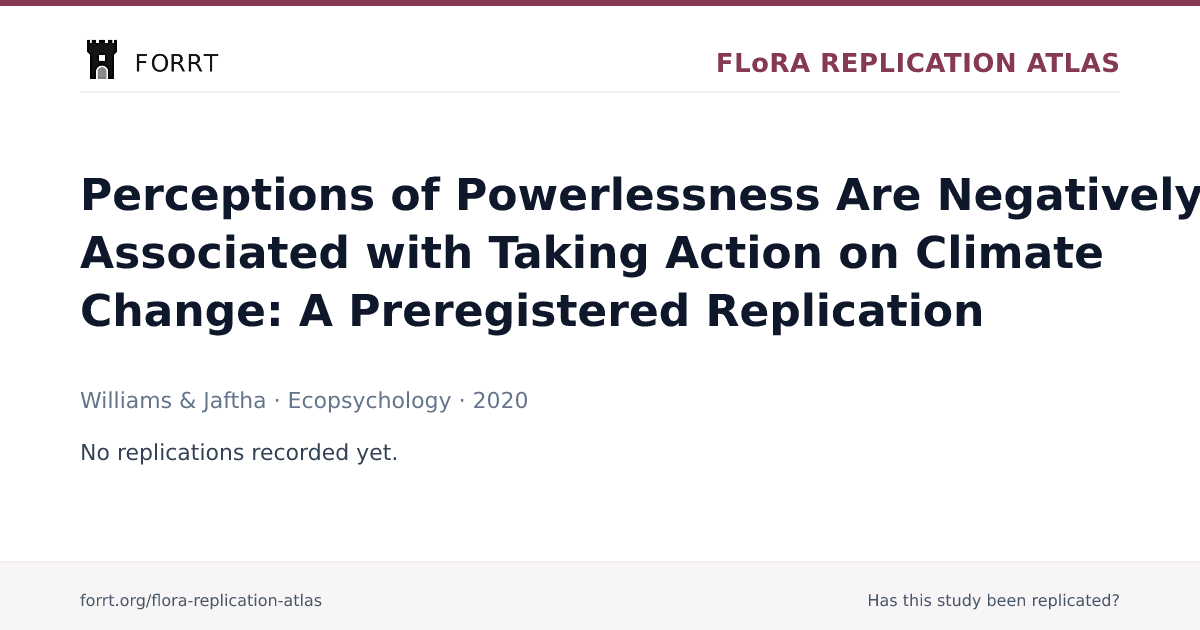 FORRT
FLoRA REPLICATION ATLAS
Perceptions of Powerlessness Are Negatively
Associated with Taking Action on Climate
Change: A Preregistered Replication
Williams & Jaftha · Ecopsychology · 2020
No replications recorded yet.
forrt.org/flora-replication-atlas
Has this study been replicated?